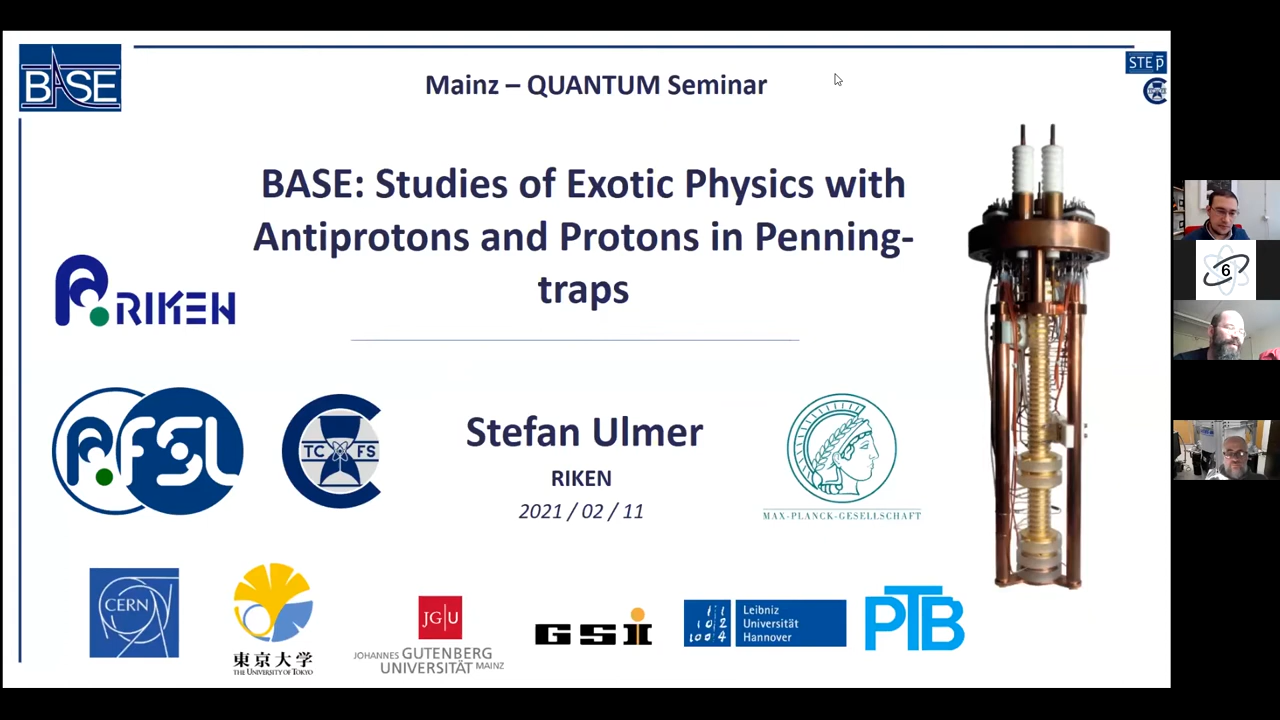 BASE
Mainz – QUANTUM Seminar
STEp̄
BASE: Studies of Exotic Physics with
Antiprotons and Protons in Penning-
traps
6
RIKEN
FSL
TC FS
Stefan Ulmer
RIKEN
2021 / 02 / 11
MAX-PLANCK-GESELLSCHAFT
CERN
東京大学
THE UNIVERSITY OF TOKYO
JG|U
JOHANNES GUTENBERG
UNIVERSITÄT MAINZ
GSI
Leibniz
Universität
Hannover
PTB